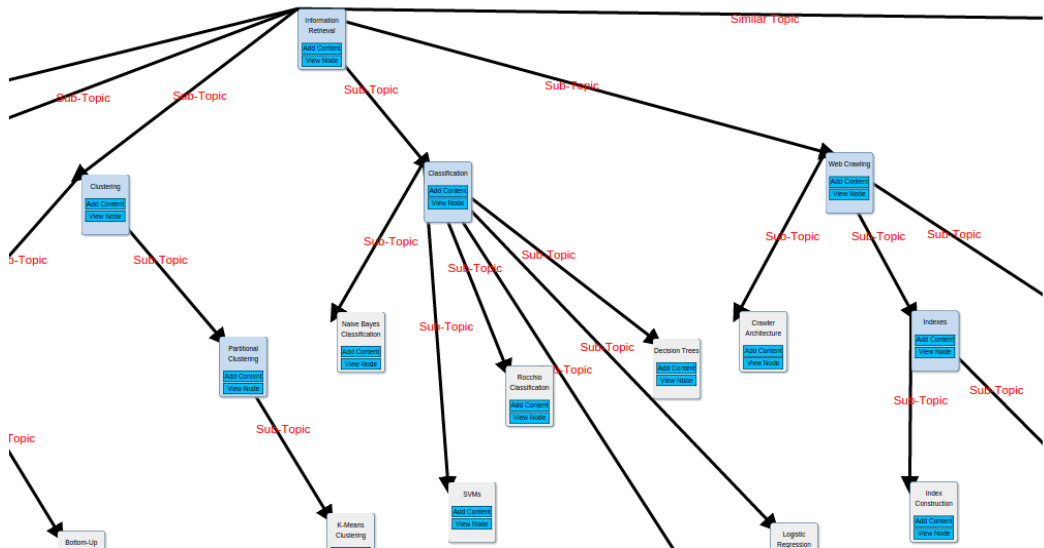 Information
Retrieval
Add Content
View Node
Similar Topic
Sub-Topic
Sub-Topic
Sub-Topic
Sub-Topic
Clustering
Add Content
View Node
Classification
Add Content
View Node
Web Crawling
Add Content
View Node
b-Topic
Sub-Topic
Sub-Topic
Sub-Topic
Sub-Topic
Sub-Topic
Sub-Topic
Sub-Topic
Naive Bayes
Classification
Add Content
View Node
Sub-Topic
Crawler
Architecture
Add Content
View Node
Indexes
Add Content
View Node
Partitional
Clustering
Add Content
View Node
Sub-Topic
Decision Trees
Add Content
View Node
Rocchio
Classification
Add Content
View Node
b-Topic
Sub-Topic
Sub-Topic
Topic
Sub-Topic
Sub-Topic
SVMs
Add Content
View Node
Index
Construction
Add Content
View Node
Bottom-Up
K-Means
Clustering
Logistic
Regression